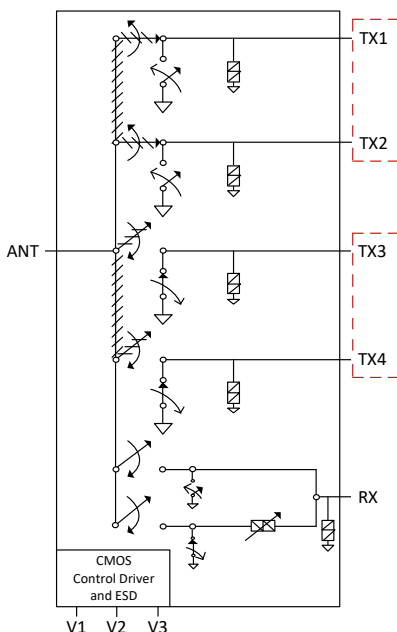 TX1
TX2
ANT
TX3
TX4
RX
CMOS
Control Driver
and ESD
V1 V2 V3